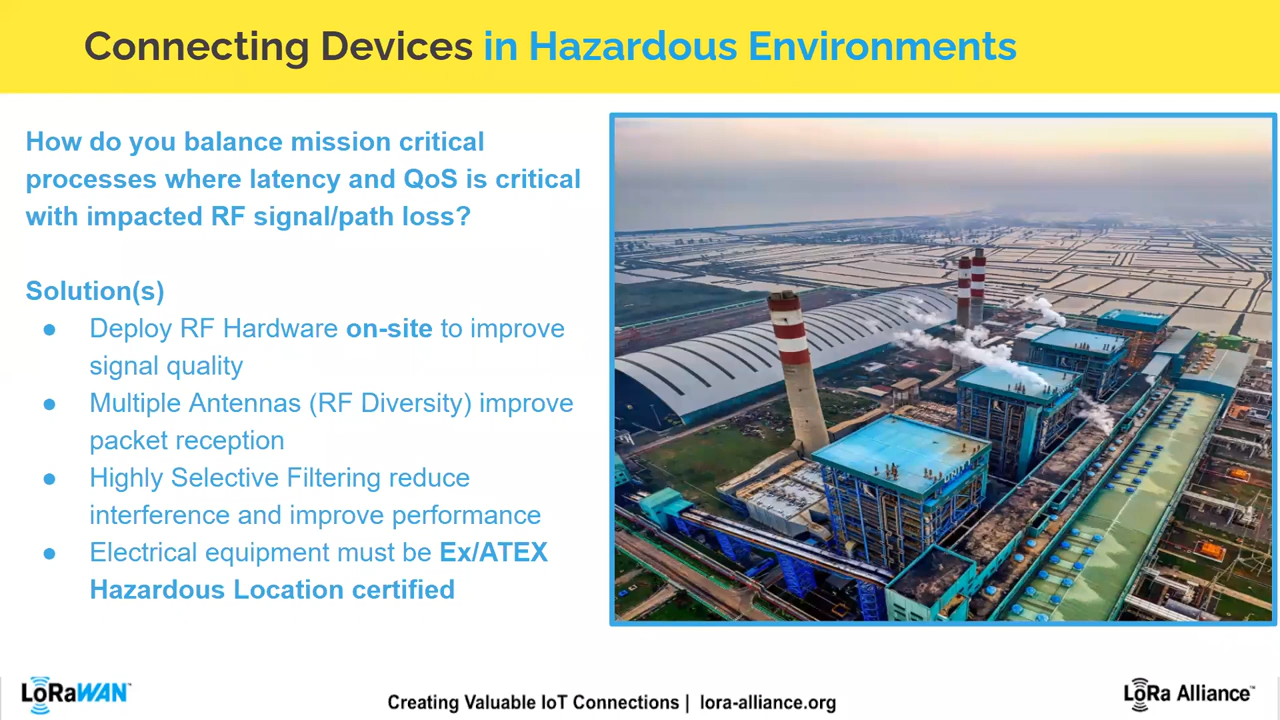 Connecting Devices in Hazardous Environments
How do you balance mission critical
processes where latency and QoS is critical
with impacted RF signal/path loss?
Solution(s)
● Deploy RF Hardware on-site to improve
signal quality
● Multiple Antennas (RF Diversity) improve
packet reception
● Highly Selective Filtering reduce
interference and improve performance
● Electrical equipment must be Ex/ATEX
Hazardous Location certified
LoRaWAN™
Creating Valuable IoT Connections | lora-alliance.org
LoRa Alliance™